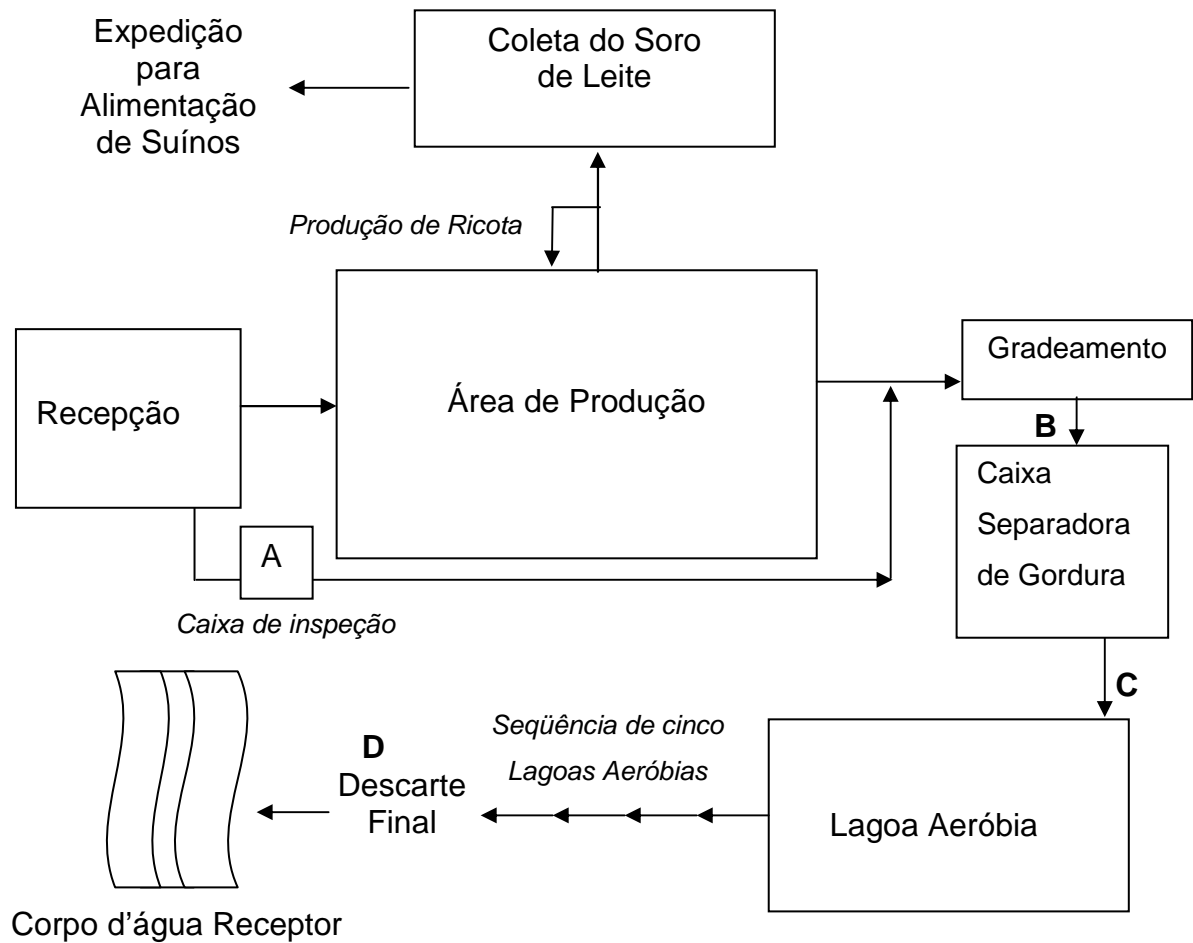 Expedição
para
Alimentação
de Suínos
Coleta do Soro
de Leite
Produção de Ricota
Recepção
Área de Produção
Gradeamento
B
Caixa
Separadora
de Gordura
A
Caixa de inspeção
C
Lagoa Aeróbia
Seqüência de cinco
Lagoas Aeróbias
D
Descarte
Final
Corpo d'água Receptor